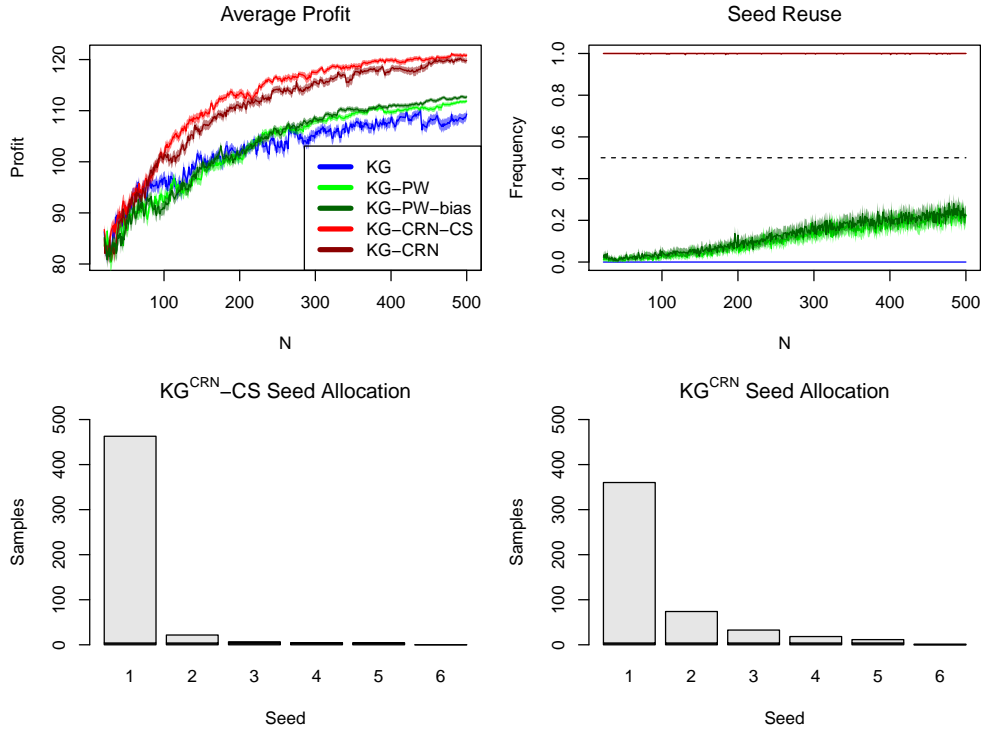 Average Profit
Profit
120
110
100
90
80
KG
KG-PW
KG-PW-bias
KG-CRN-CS
KG-CRN
100
200
300
400
500
N
Seed Reuse
Frequency
1.0
0.8
0.6
0.4
0.2
0.0
100
200
300
400
500
N
KG^CRN-CS Seed Allocation
Samples
500
400
300
200
100
0
1
2
3
4
5
6
Seed
KG^CRN Seed Allocation
Samples
500
400
300
200
100
0
1
2
3
4
5
6
Seed